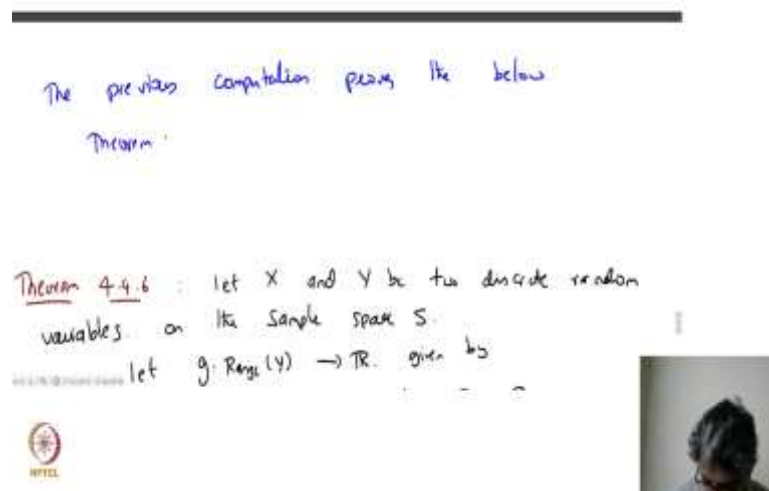 The previous computation proves the below
Theorem.
Theorem 4.4.6 : let X and Y be two discrete random
variables on the sample space S.
let g: Range(Y) → ℝ. given by
NPTEL